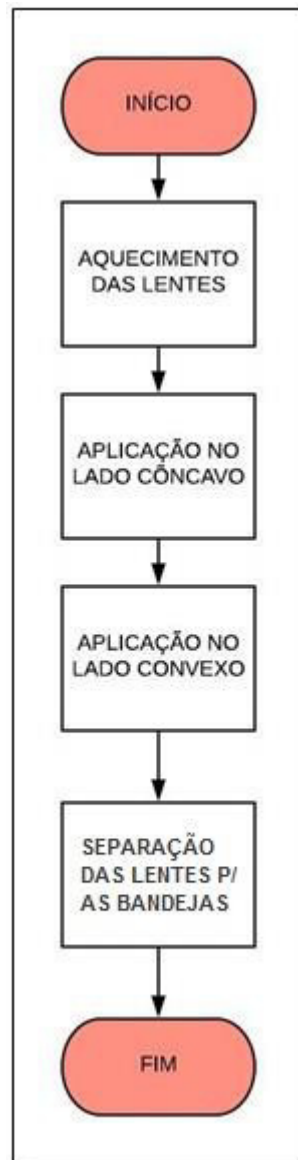 INÍCIO
AQUECIMENTO
DAS LENTES
APLICAÇÃO NO
LADO CÔNCAVO
APLICAÇÃO NO
LADO CONVEXO
SEPARAÇÃO
DAS LENTES P/
AS BANDEJAS
FIM